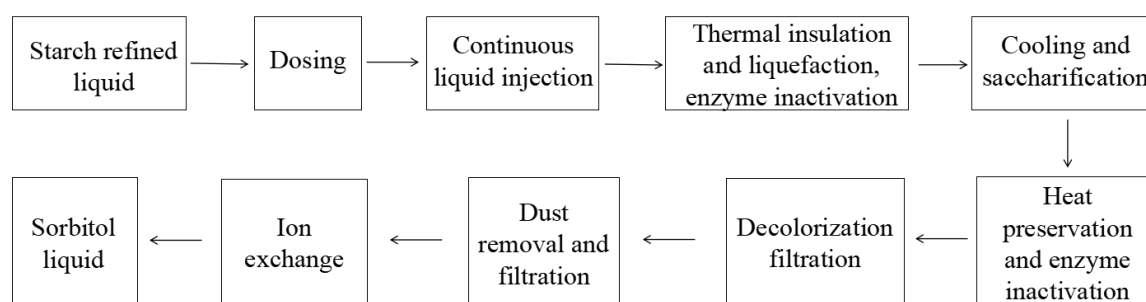 Starch refined
liquid
Dosing
Continuous
liquid injection
Thermal insulation
and liquefaction,
enzyme inactivation
Cooling and
saccharification
Heat
preservation
and enzyme
inactivation
Decolorization
filtration
Dust
removal and
filtration
Ion
exchange
Sorbitol
liquid